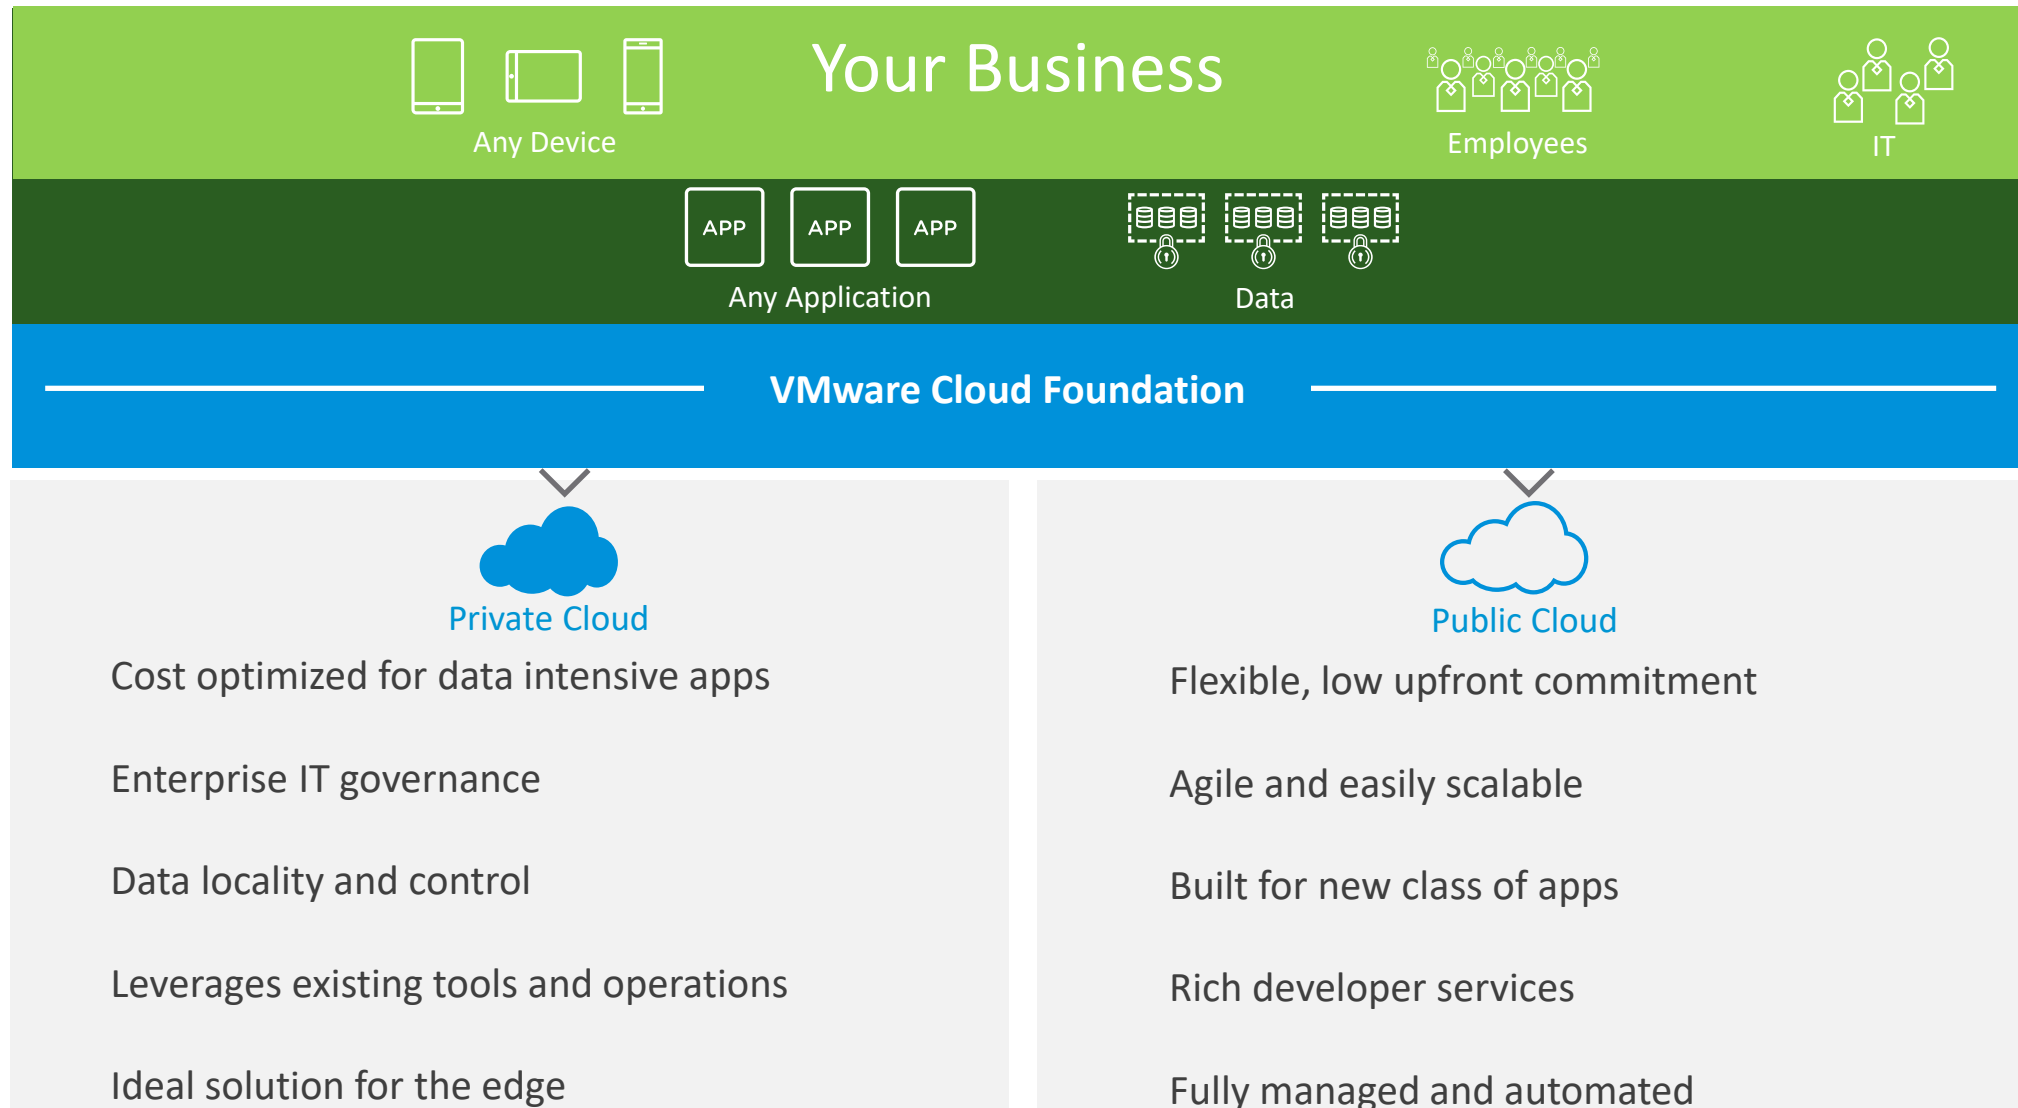 Your Business
Any Device
Employees
IT
APP
APP
APP
Any Application
Data
VMware Cloud Foundation
Private Cloud
Cost optimized for data intensive apps
Enterprise IT governance
Data locality and control
Leverages existing tools and operations
Ideal solution for the edge
Public Cloud
Flexible, low upfront commitment
Agile and easily scalable
Built for new class of apps
Rich developer services
Fully managed and automated